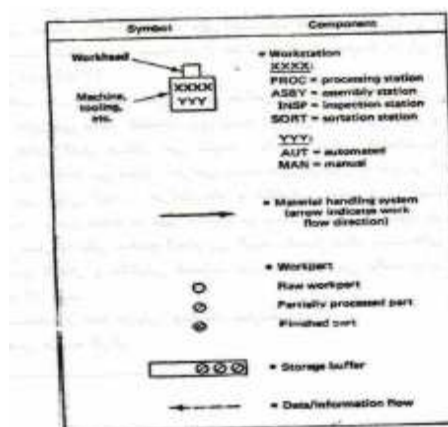 Symbol
Component
Workhead
Machine,
tooling,
etc.
XXXX
YYY
• Workstation
XXXX:
PROC = processing station
ASBY = assembly station
INSP = inspection station
SORT = sortation station
YYY:
AUT = automated
MAN = manual
• Material handling system
(arrow indicates work
flow direction)
• Workpart
Raw workpart
Partially processed part
Finished part
• Storage buffer
• Data/information flow